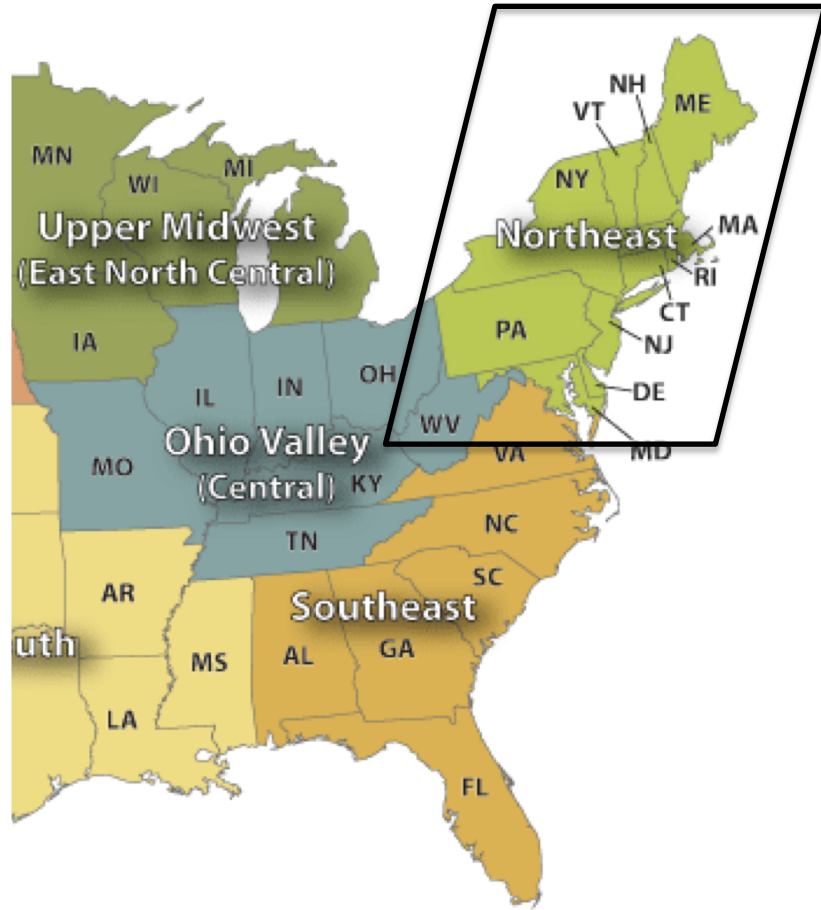 NH
ME
VT
MN
MI
WI
NY
Upper Midwest
(East North Central)
Northeast
MA
RI
CT
IA
PA
NJ
OH
IN
IL
DE
WV
Ohio Valley
(Central)
MD
VA
MO
KY
NC
TN
SC
AR
Southeast
uth
GA
AL
MS
LA
FL